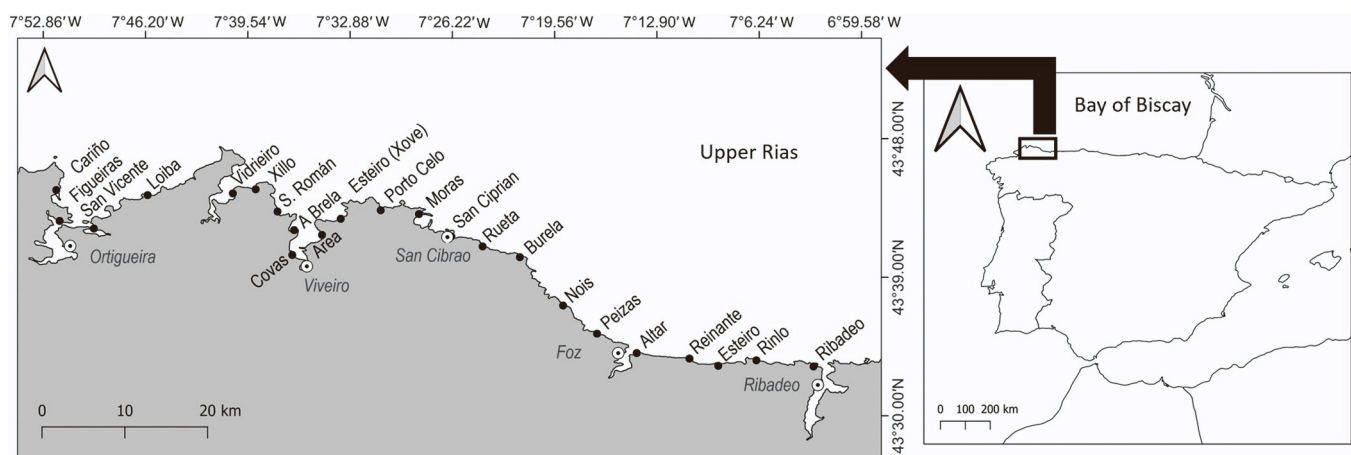 7°52.86'W
7°46.20'W
7°39.54'W
7°32.88'W
7°26.22'W
7°19.56'W
7°12.90'W
7°6.24'W
6°59.58'W
Cariño
Figueiras
San Vicente
Loiba
Vidrieiro
Xillo
S. Román
A Brela
Area
Esteiro (Xove)
Porto Celo
Moras
San Ciprian
Rueta
Burela
Covas
Ortigueira
Viveiro
San Cibrao
Nois
Peizas
Foz
Altar
Reinante
Esteiro
Rinlo
Ribadeo
Ribadeo
Upper Rias
0 10 20 km
43°48.00'N
43°39.00'N
43°30.00'N
Bay of Biscay
0 100 200 km